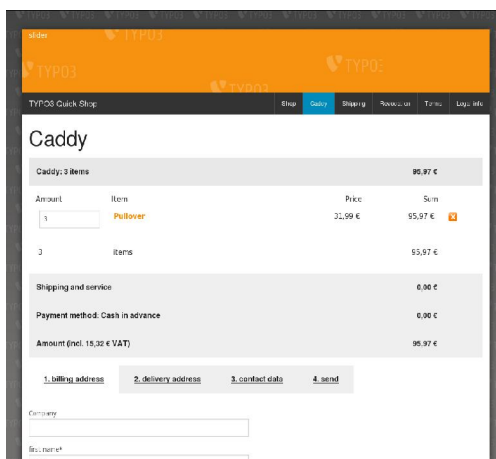 slider
TYPO3
TYPO3
TYPO3
TYPO3
TYPO3 Quick Shop
Shop Caddy Shipping Revocation Terms Legal info
Caddy
Caddy: 3 items 95,97 €
Amount Item Price Sum
3 Pullover 31,99 € 95,97 €
3 items 95,97 €
Shipping and service 0,00 €
Payment method: Cash in advance 0,00 €
Amount (incl. 15,32 € VAT) 95,97 €
1. billing address 2. delivery address 3. contact data 4. send
Company
first name*